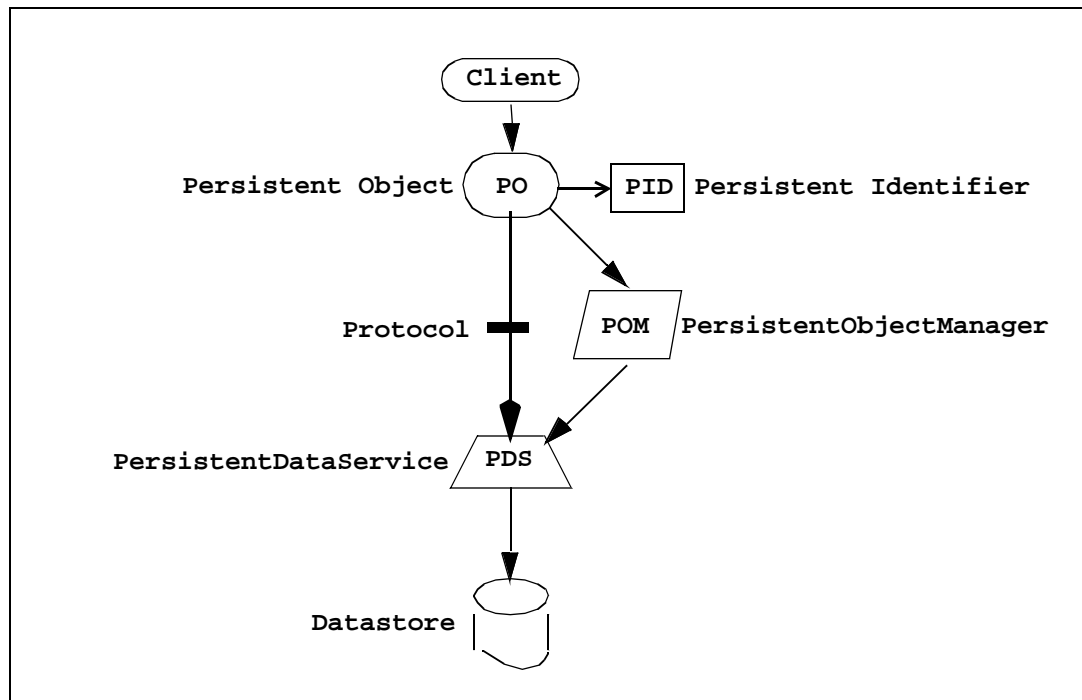 Client
Persistent Object PO PID Persistent Identifier
Protocol POM PersistentObjectManager
PersistentDataService PDS
Datastore